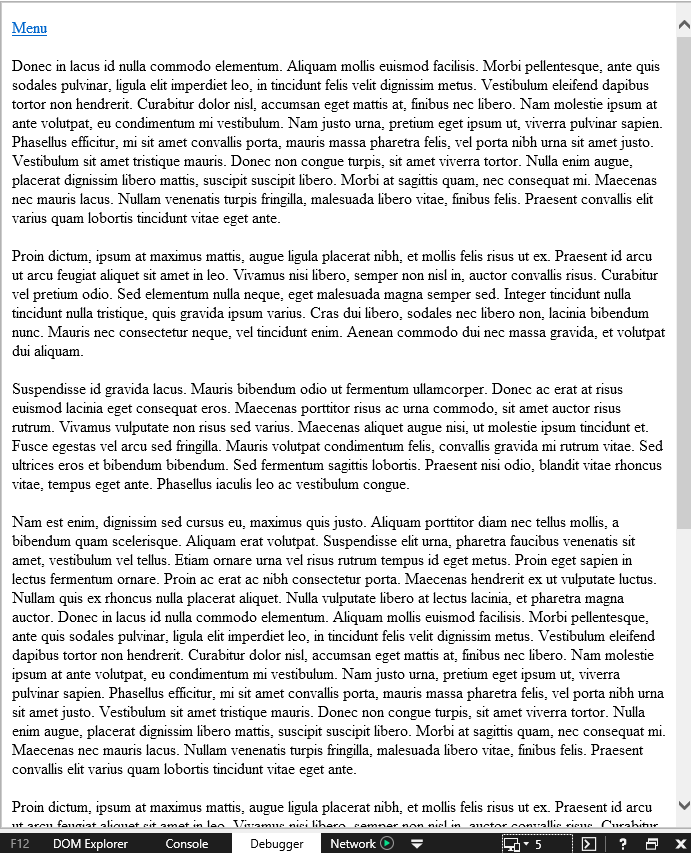 Menu
Donec in lacus id nulla commodo elementum. Aliquam mollis euismod facilisis. Morbi pellentesque, ante quis
sodales pulvinar, ligula elit imperdiet leo, in tincidunt felis velit dignissim metus. Vestibulum eleifend dapibus
tortor non hendrerit. Curabitur dolor nisl, accumsan eget mattis at, finibus nec libero. Nam molestie ipsum at
ante volutpat, eu condimentum mi vestibulum. Nam justo urna, pretium eget ipsum ut, viverra pulvinar sapien.
Phasellus efficitur, mi sit amet convallis porta, mauris massa pharetra felis, vel porta nibh urna sit amet justo.
Vestibulum sit amet tristique mauris. Donec non congue turpis, sit amet viverra tortor. Nulla enim augue,
placerat dignissim libero mattis, suscipit suscipit libero. Morbi at sagittis quam, nec consequat mi. Maecenas
nec mauris lacus. Nullam venenatis turpis fringilla, malesuada libero vitae, finibus felis. Praesent convallis elit
varius quam lobortis tincidunt vitae eget ante.
Proin dictum, ipsum at maximus mattis, augue ligula placerat nibh, et mollis felis risus ut ex. Praesent id arcu
ut arcu feugiat aliquet sit amet in leo. Vivamus nisi libero, semper non nisl in, auctor convallis risus. Curabitur
vel pretium odio. Sed elementum nulla neque, eget malesuada magna semper sed. Integer tincidunt nulla
tincidunt nulla tristique, quis gravida ipsum varius. Cras dui libero, sodales nec libero non, lacinia bibendum
nunc. Mauris nec consectetur neque, vel tincidunt enim. Aenean commodo dui nec massa gravida, et volutpat
dui aliquam.
Suspendisse id gravida lacus. Mauris bibendum odio ut fermentum ullamcorper. Donec ac erat at risus
euismod lacinia eget consequat eros. Maecenas porttitor risus ac urna commodo, sit amet auctor risus
rutrum. Vivamus vulputate non risus sed varius. Maecenas aliquet augue nisi, ut molestie ipsum tincidunt et.
Fusce egestas vel arcu sed fringilla. Mauris volutpat condimentum felis, convallis gravida mi rutrum vitae. Sed
ultrices eros et bibendum bibendum. Sed fermentum sagittis lobortis. Praesent nisi odio, blandit vitae rhoncus
vitae, tempus eget ante. Phasellus iaculis leo ac vestibulum congue.
Nam est enim, dignissim sed cursus eu, maximus quis justo. Aliquam porttitor diam nec tellus mollis, a
bibendum quam scelerisque. Aliquam erat volutpat. Suspendisse elit urna, pharetra faucibus venenatis sit
amet, vestibulum vel tellus. Etiam ornare urna vel risus rutrum tempus id eget metus. Proin eget sapien in
lectus fermentum ornare. Proin ac erat ac nibh consectetur porta. Maecenas hendrerit ex ut vulputate luctus.
Nullam quis ex rhoncus nulla placerat aliquet. Nulla vulputate libero at lectus lacinia, et pharetra magna
auctor. Donec in lacus id nulla commodo elementum. Aliquam mollis euismod facilisis. Morbi pellentesque,
ante quis sodales pulvinar, ligula elit imperdiet leo, in tincidunt felis velit dignissim metus. Vestibulum eleifend
dapibus tortor non hendrerit. Curabitur dolor nisl, accumsan eget mattis at, finibus nec libero. Nam molestie
ipsum at ante volutpat, eu condimentum mi vestibulum. Nam justo urna, pretium eget ipsum ut, viverra
pulvinar sapien. Phasellus efficitur, mi sit amet convallis porta, mauris massa pharetra felis, vel porta nibh urna
sit amet justo. Vestibulum sit amet tristique mauris. Donec non congue turpis, sit amet viverra tortor. Nulla
enim augue, placerat dignissim libero mattis, suscipit suscipit libero. Morbi at sagittis quam, nec consequat mi.
Maecenas nec mauris lacus. Nullam venenatis turpis fringilla, malesuada libero vitae, finibus felis. Praesent
convallis elit varius quam lobortis tincidunt vitae eget ante.
Proin dictum, ipsum at maximus mattis, augue ligula placerat nibh, et mollis felis risus ut ex. Praesent id arcu
ut arcu feugiat aliquet sit amet in leo. Vivamus nisi libero, semper non nisl in, auctor convallis risus. Curabitur
F12 DOM Explorer Console Debugger Network 5 ? X